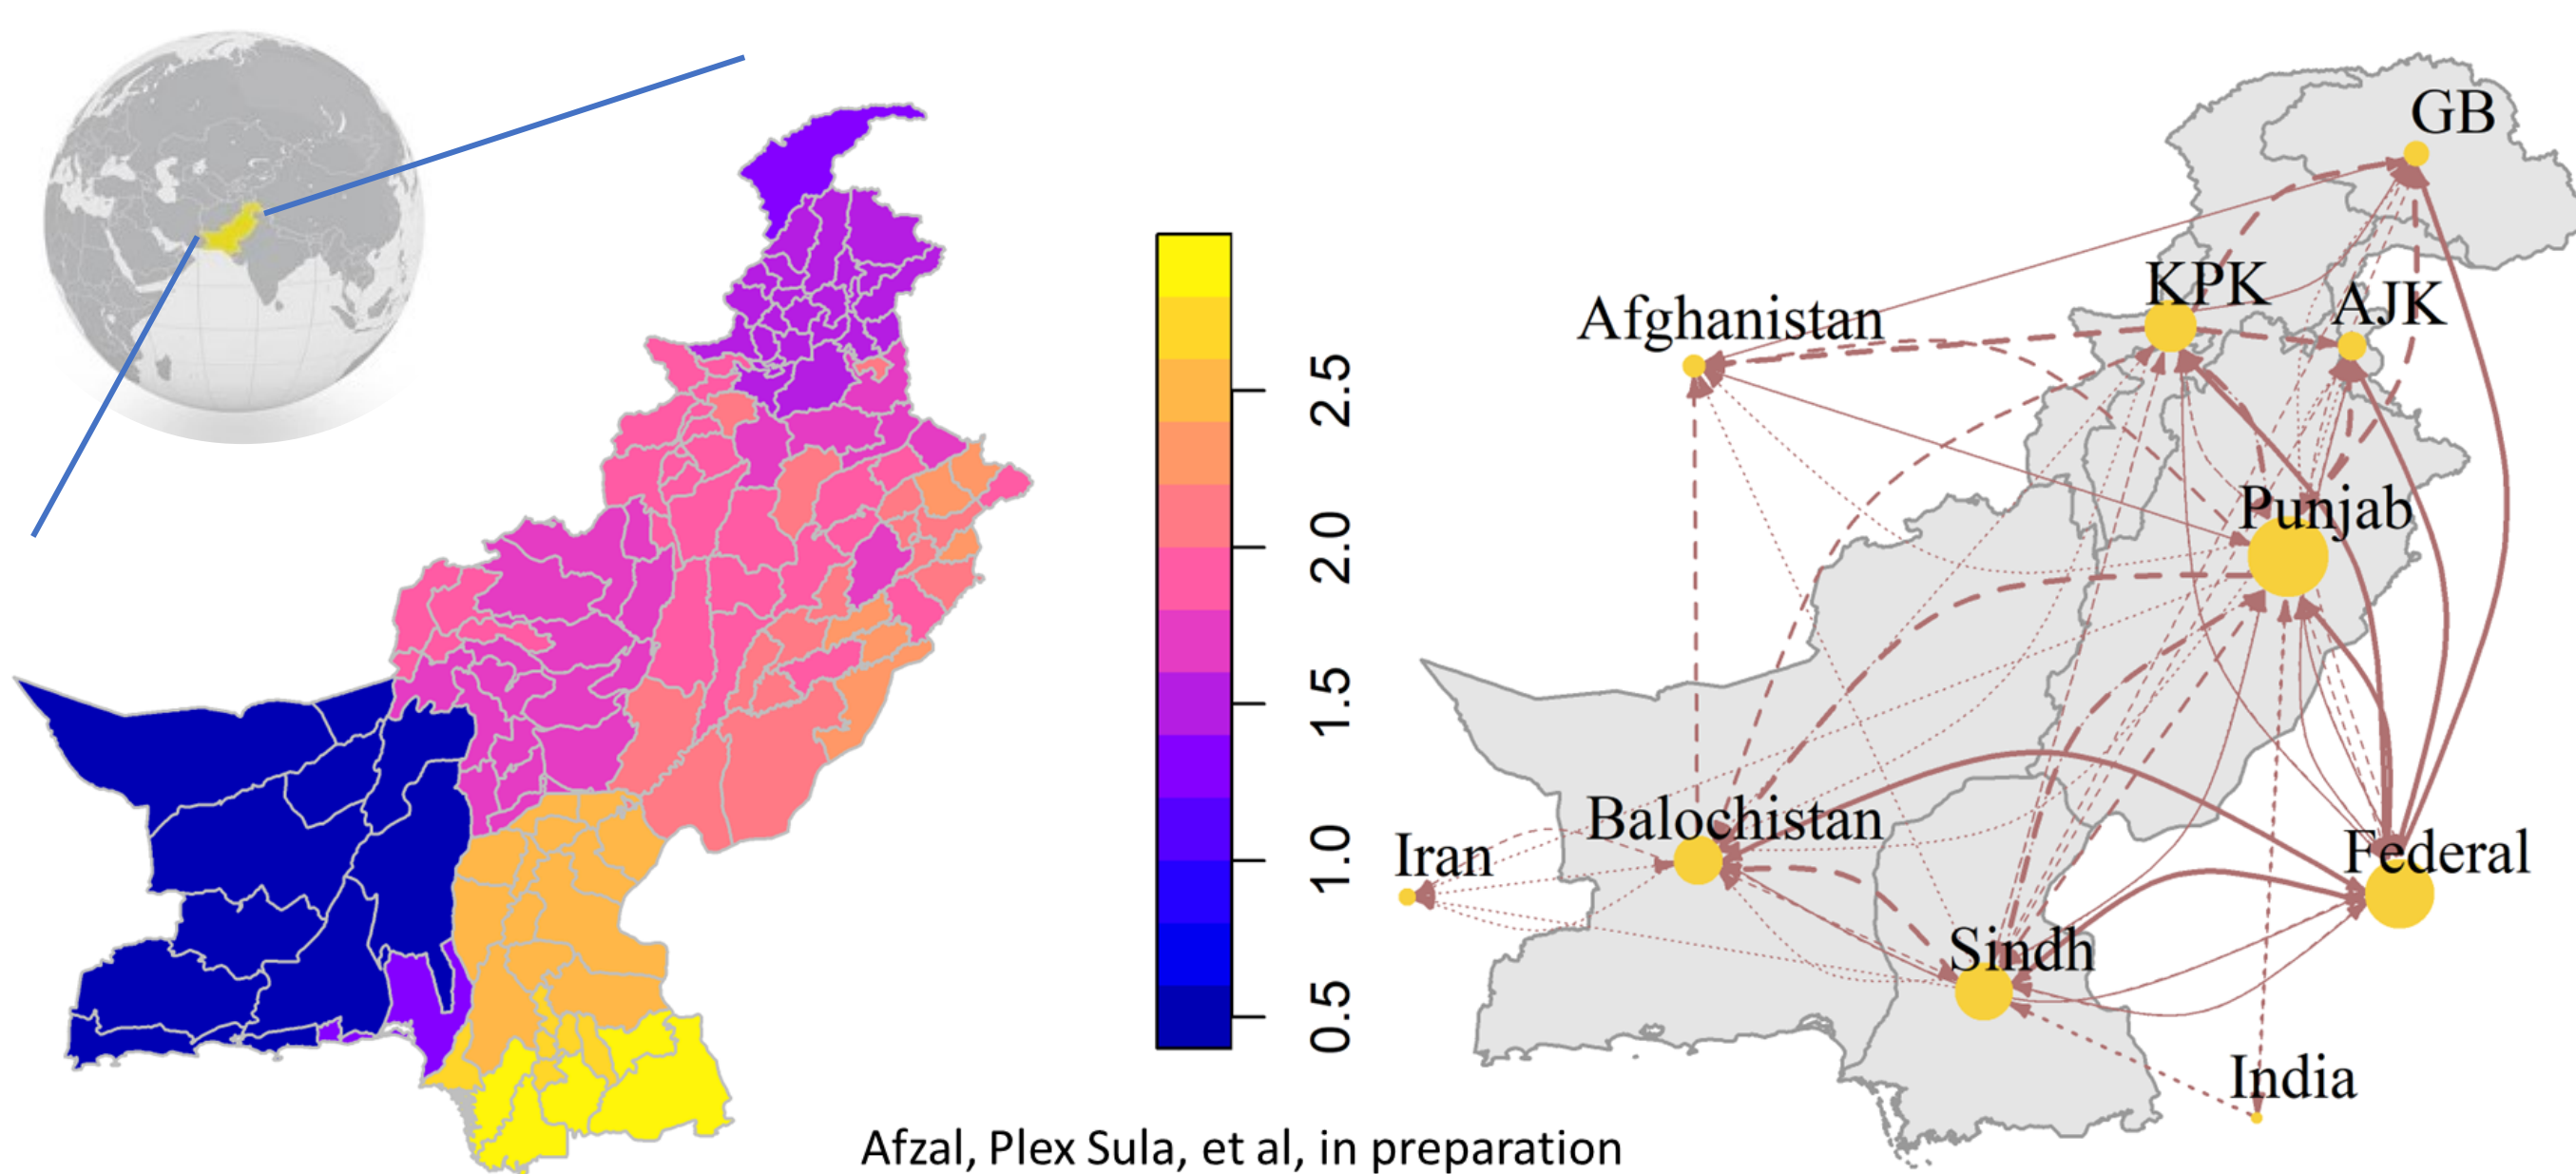 2.5
2.0
1.5
1.0
0.5
GB
KPK
AJK
Afghanistan
Punjab
Balochistan
Iran
Federal
Sindh
India
Afzal, Plex Sula, et al, in preparation